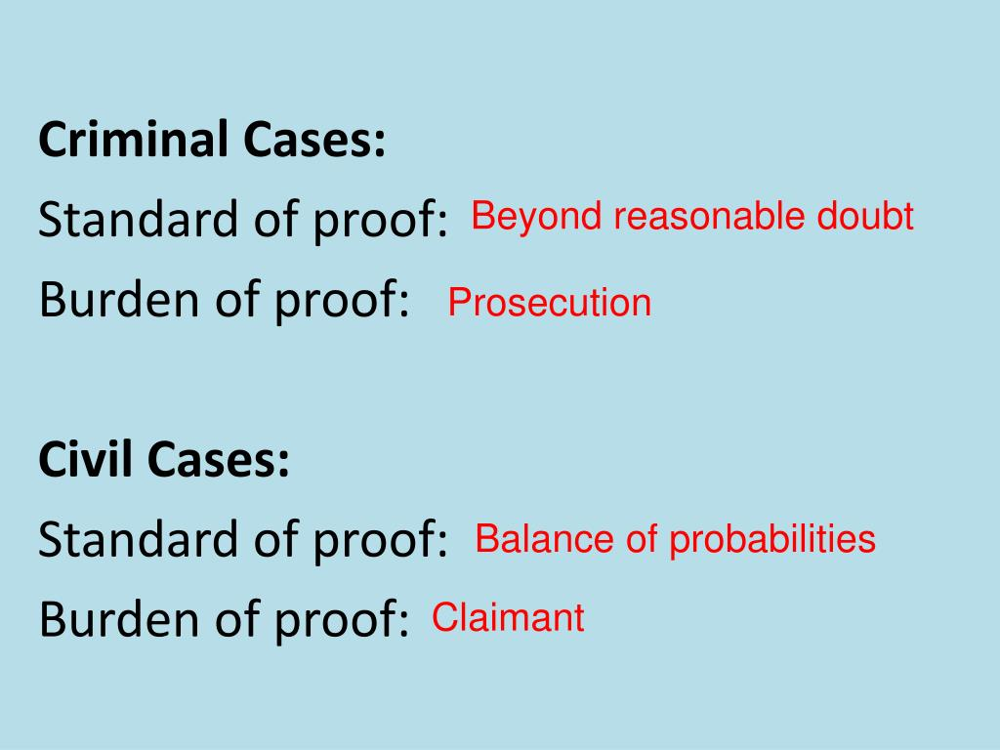 Criminal Cases:
Standard of proof: Beyond reasonable doubt
Burden of proof: Prosecution
Civil Cases:
Standard of proof: Balance of probabilities
Burden of proof: Claimant